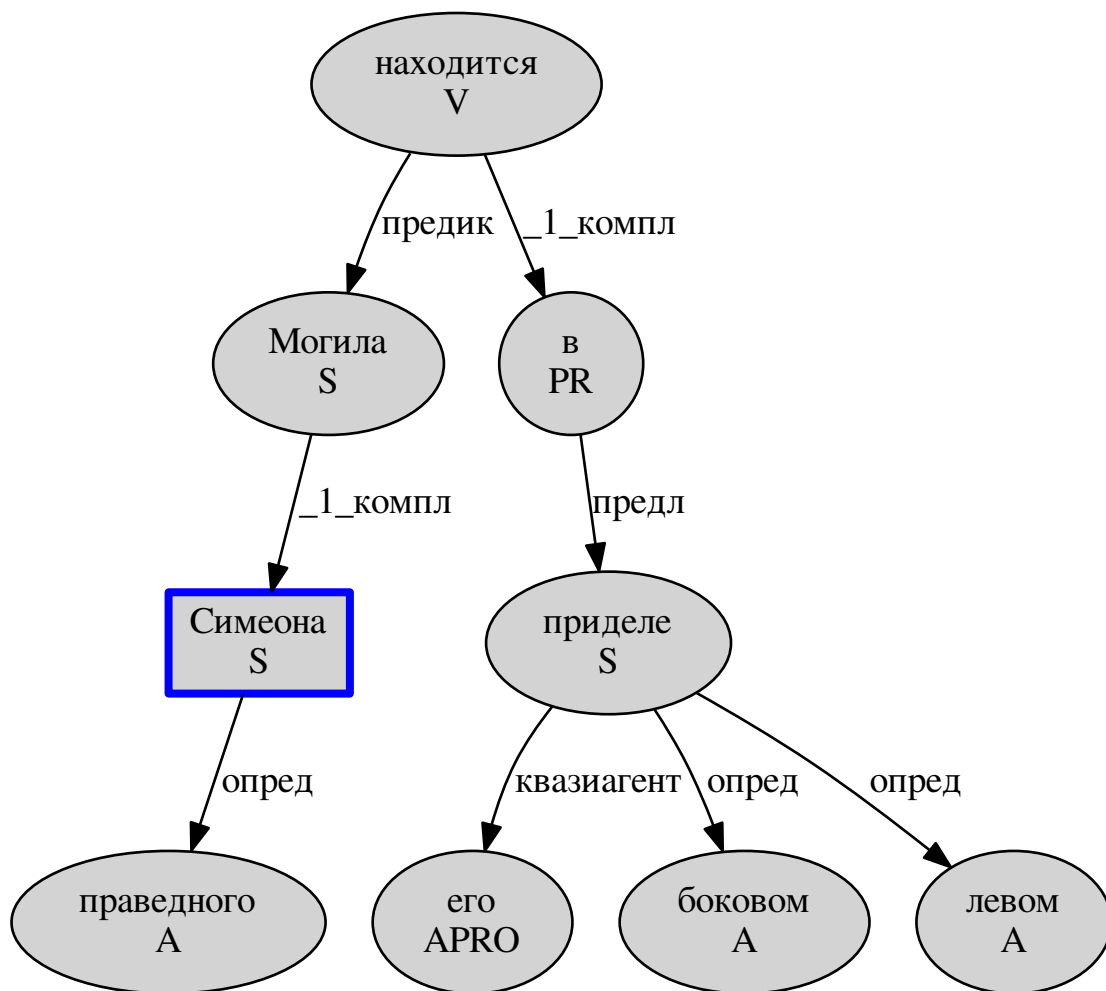 находится
V
предик
_1_компл
Могила
S
в
PR
_1_компл
предл
Симеона
S
приделе
S
опред
квазиагент
опред
опред
праведного
A
его
APRO
боковом
A
левом
A